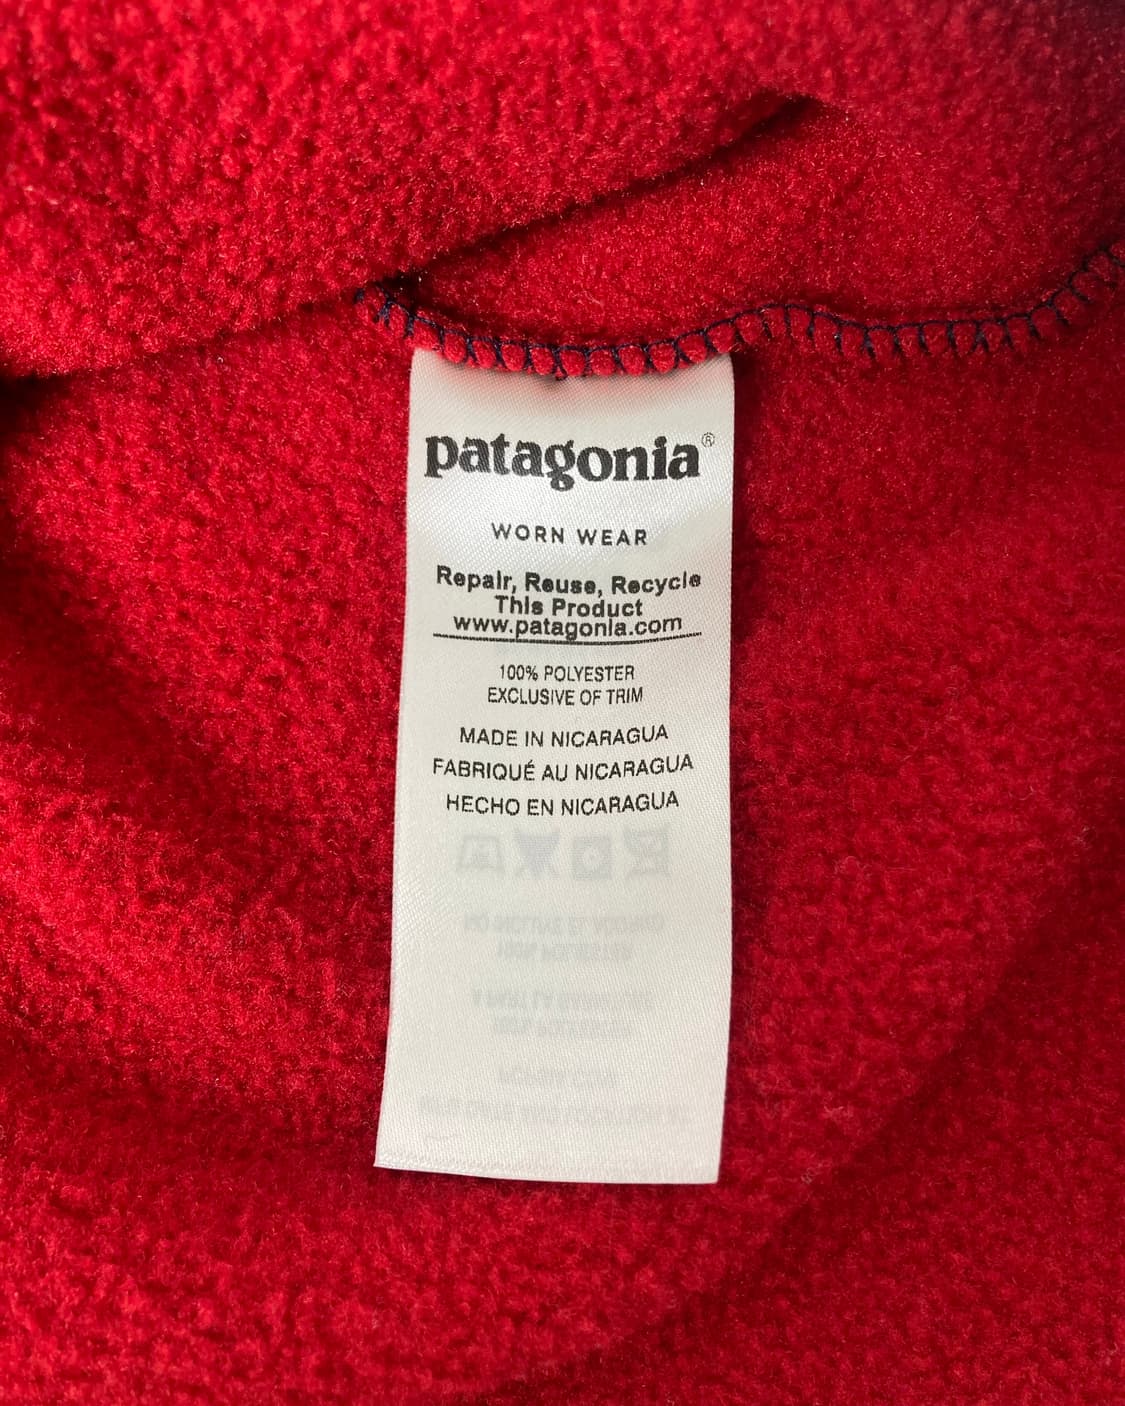 patagonia®
WORN WEAR
Repair, Reuse, Recycle
This Product
www.patagonia.com
100% POLYESTER
EXCLUSIVE OF TRIM
MADE IN NICARAGUA
FABRIQUÉ AU NICARAGUA
HECHO EN NICARAGUA